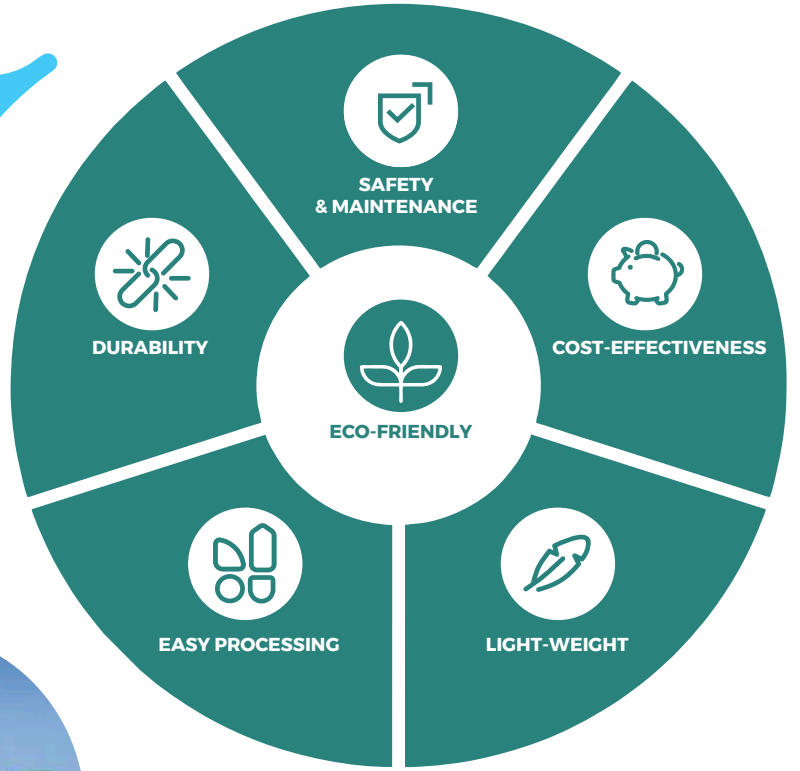 SAFETY
& MAINTENANCE
DURABILITY
COST-EFFECTIVENESS
ECO-FRIENDLY
EASY PROCESSING
LIGHT-WEIGHT